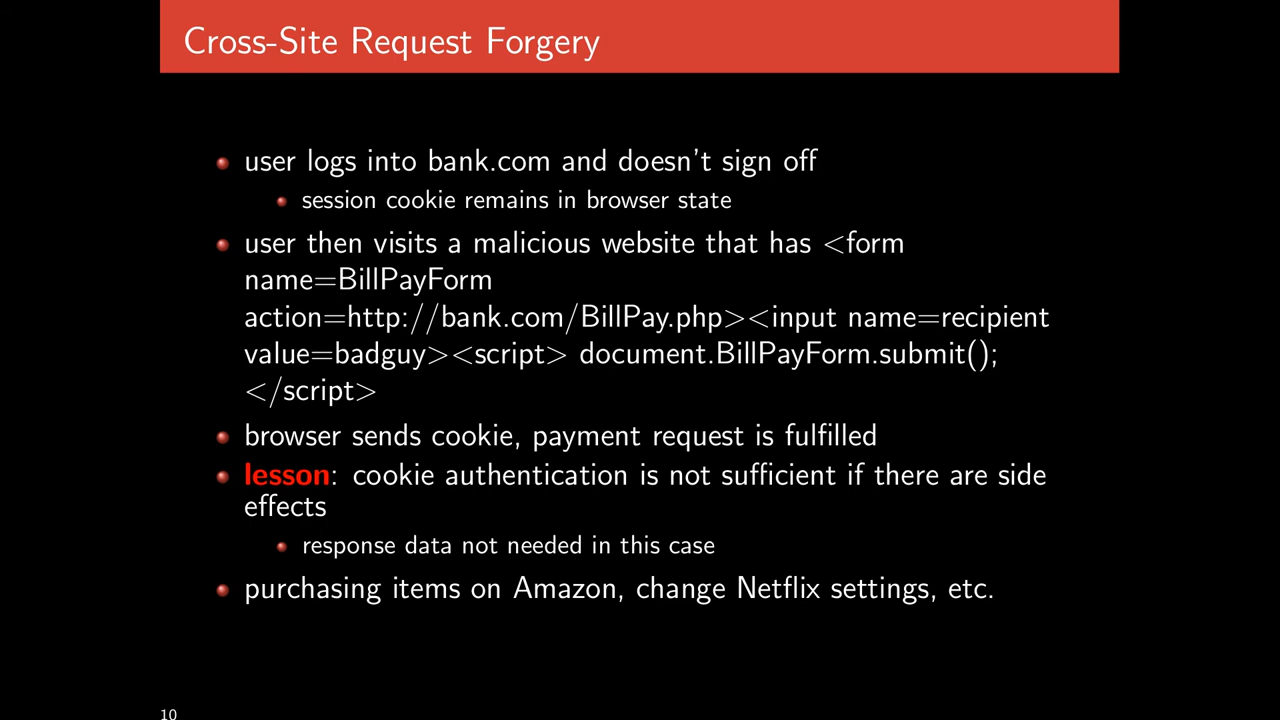 Cross-Site Request Forgery
user logs into bank.com and doesn't sign off
session cookie remains in browser state
user then visits a malicious website that has <form
name=BillPayForm
action=http://bank.com/BillPay.php><input name=recipient
value=badguy><script> document.BillPayForm.submit();
</script>
browser sends cookie, payment request is fulfilled
lesson: cookie authentication is not sufficient if there are side
effects
response data not needed in this case
purchasing items on Amazon, change Netflix settings, etc.
10